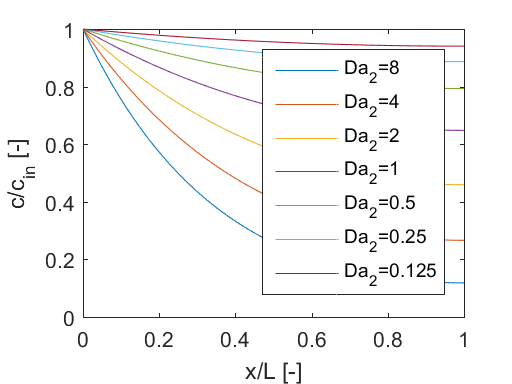 1
0.8
0.6
0.4
0.2
0
c/c_in [-]
Da_2=8
Da_2=4
Da_2=2
Da_2=1
Da_2=0.5
Da_2=0.25
Da_2=0.125
0 0.2 0.4 0.6 0.8 1
x/L [-]